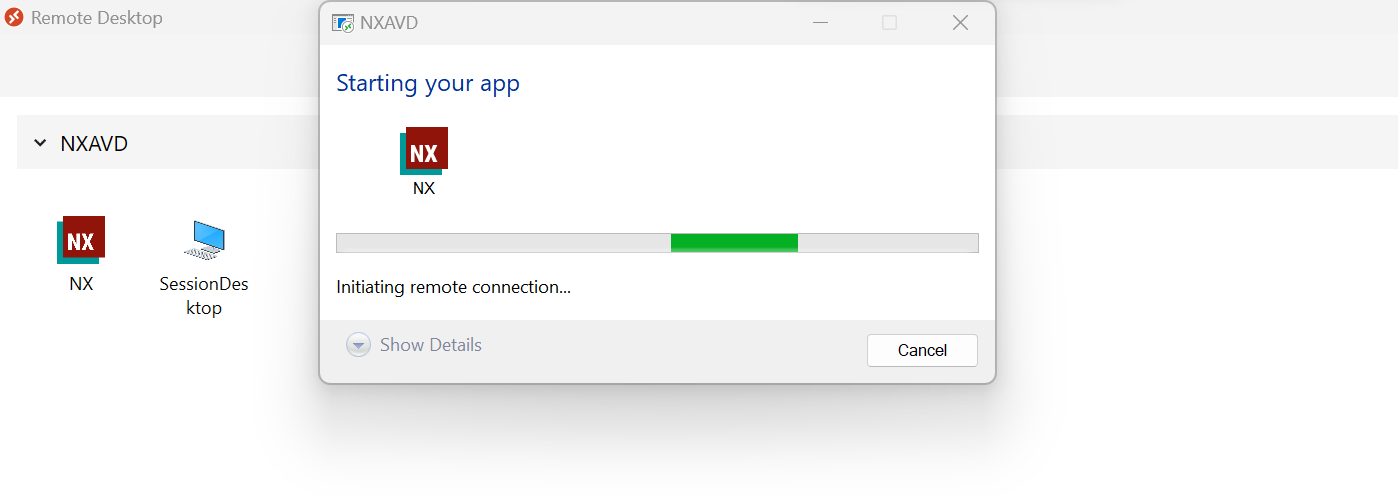 Remote Desktop
NXAVD
Starting your app
NX
NX
Initiating remote connection...
Show Details
Cancel
NXAVD
NX
NX
SessionDes
ktop